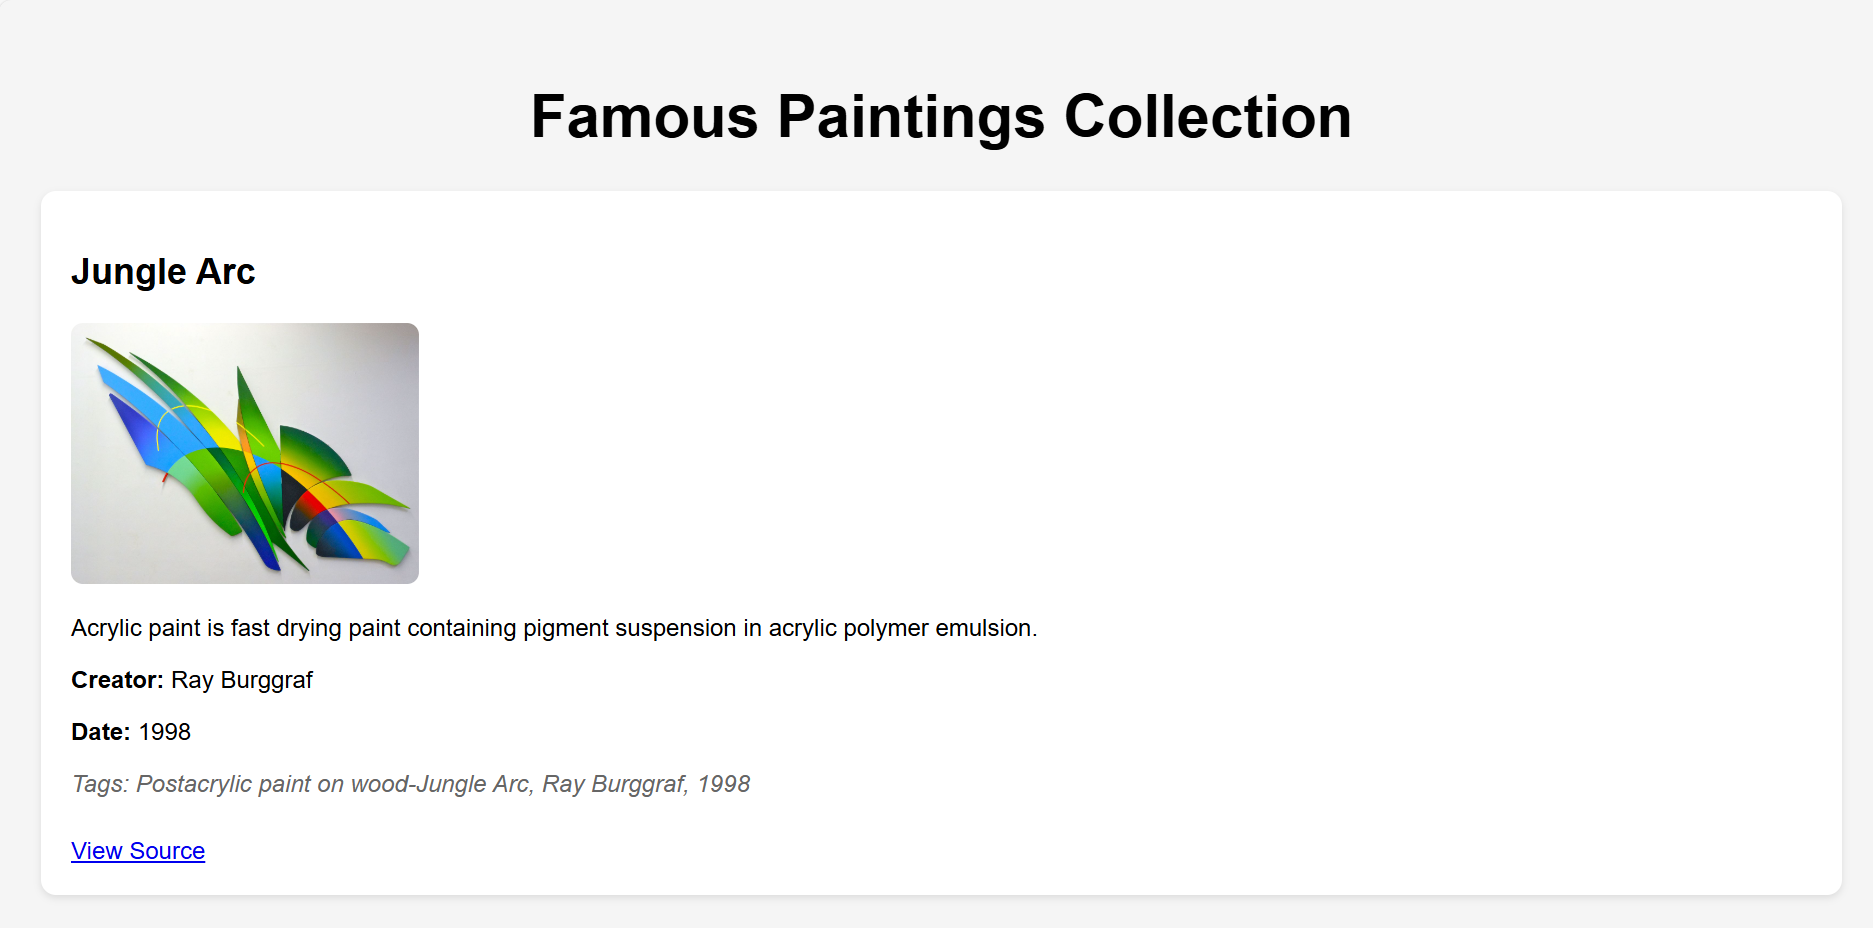 Famous Paintings Collection
Jungle Arc
Acrylic paint is fast drying paint containing pigment suspension in acrylic polymer emulsion.
Creator: Ray Burggraf
Date: 1998
Tags: Postacrylic paint on wood-Jungle Arc, Ray Burggraf, 1998
View Source